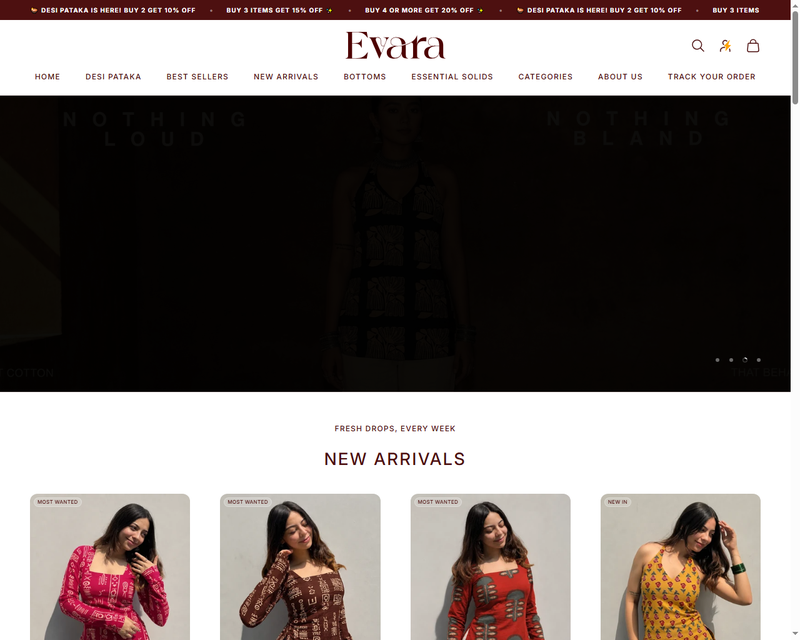 DESI PATAKA IS HERE! BUY 2 GET 10% OFF • BUY 3 ITEMS GET 15% OFF • BUY 4 OR MORE GET 20% OFF • DESI PATAKA IS HERE! BUY 2 GET 10% OFF • BUY 3 ITEMS
Evara
HOME DESI PATAKA BEST SELLERS NEW ARRIVALS BOTTOMS ESSENTIAL SOLIDS CATEGORIES ABOUT US TRACK YOUR ORDER
NOTHING NOTHING
LOUD BLAND
COTTON THAT BEH
FRESH DROPS, EVERY WEEK
NEW ARRIVALS
MOST WANTED MOST WANTED MOST WANTED NEW IN